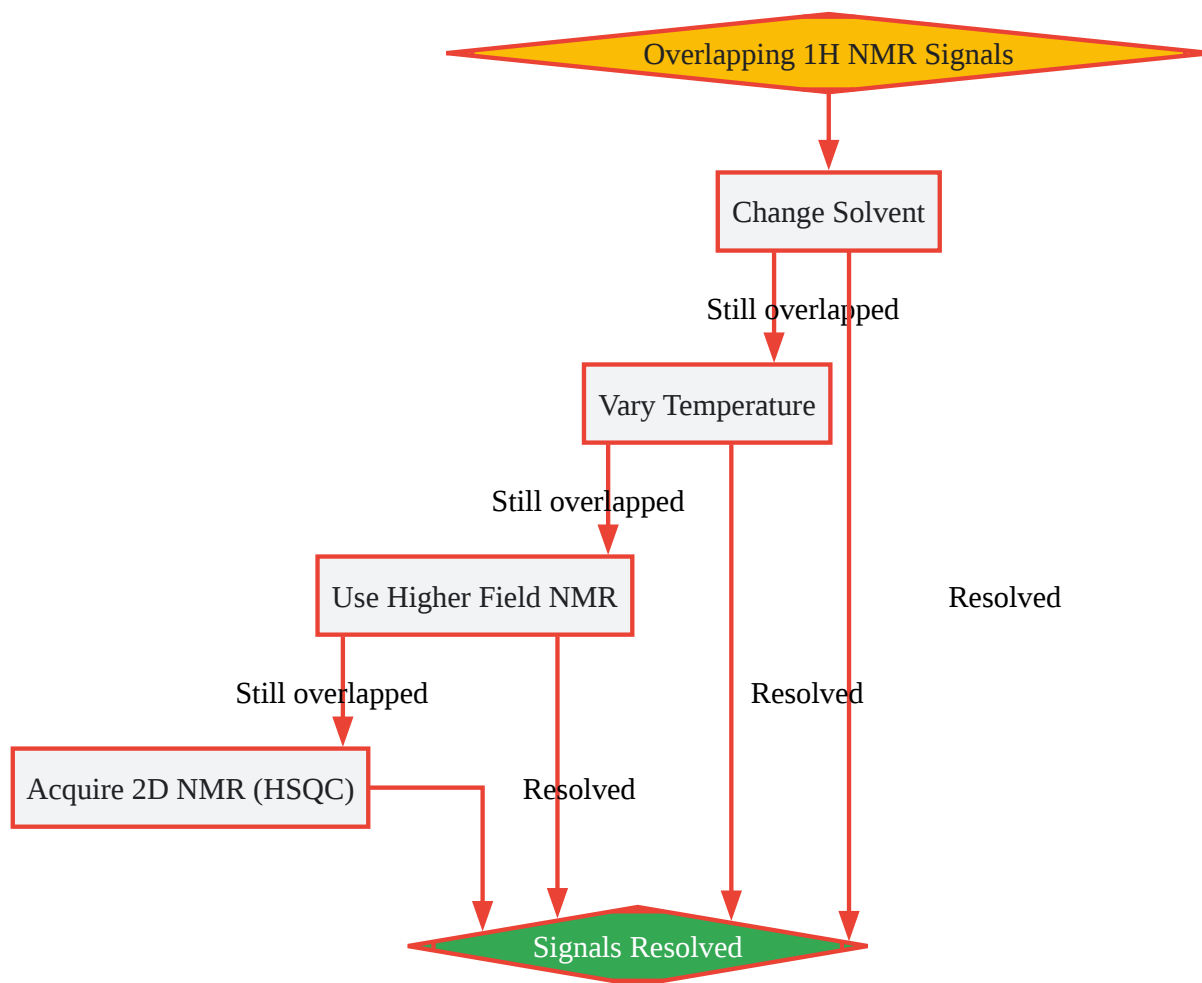 Overlapping 1H NMR Signals
Change Solvent
Still overlapped
Vary Temperature
Still overlapped
Use Higher Field NMR
Resolved
Still overlapped
Resolved
Acquire 2D NMR (HSQC)
Resolved
Signals Resolved